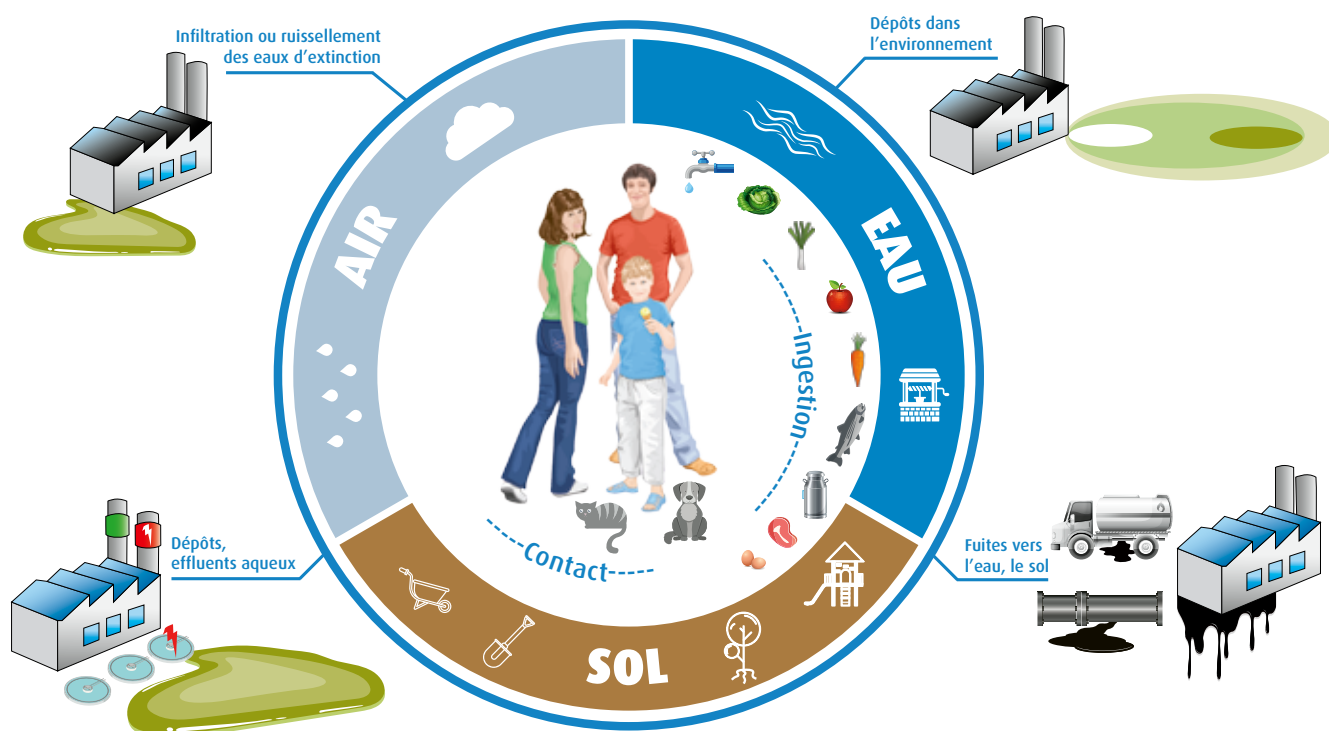 Infiltration ou ruissellement
des eaux d'extinction
Dépôts dans
l'environnement
AIR
EAU
Ingestion
Contact
Dépôts,
effluents aqueux
Fuites vers
l'eau, le sol
SOL